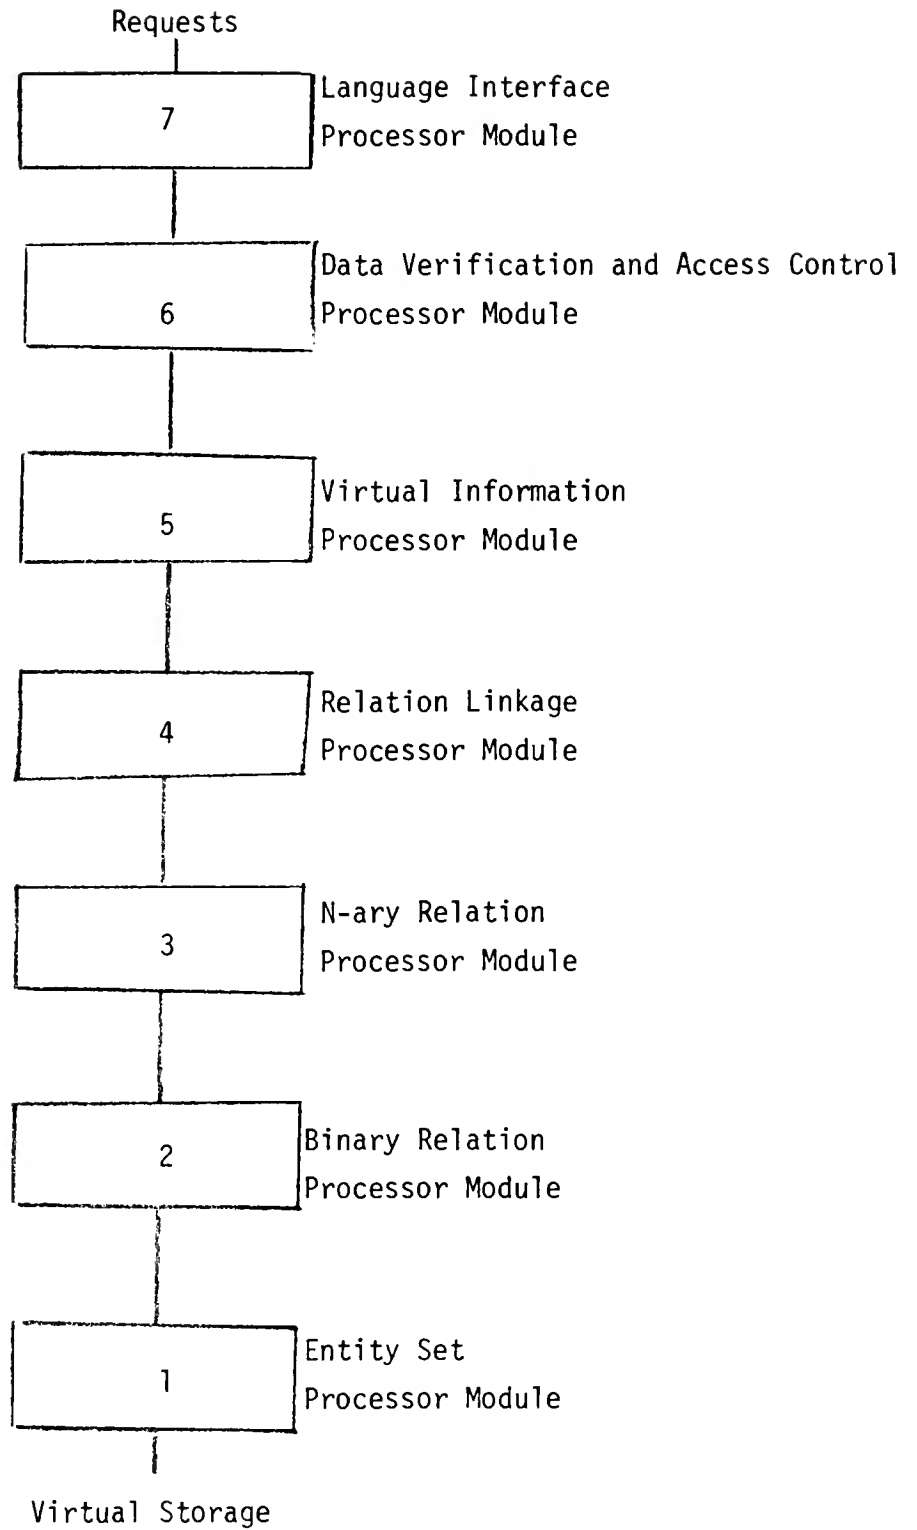 Requests
7
Language Interface
Processor Module
6
Data Verification and Access Control
Processor Module
5
Virtual Information
Processor Module
4
Relation Linkage
Processor Module
3
N-ary Relation
Processor Module
2
Binary Relation
Processor Module
1
Entity Set
Processor Module
Virtual Storage